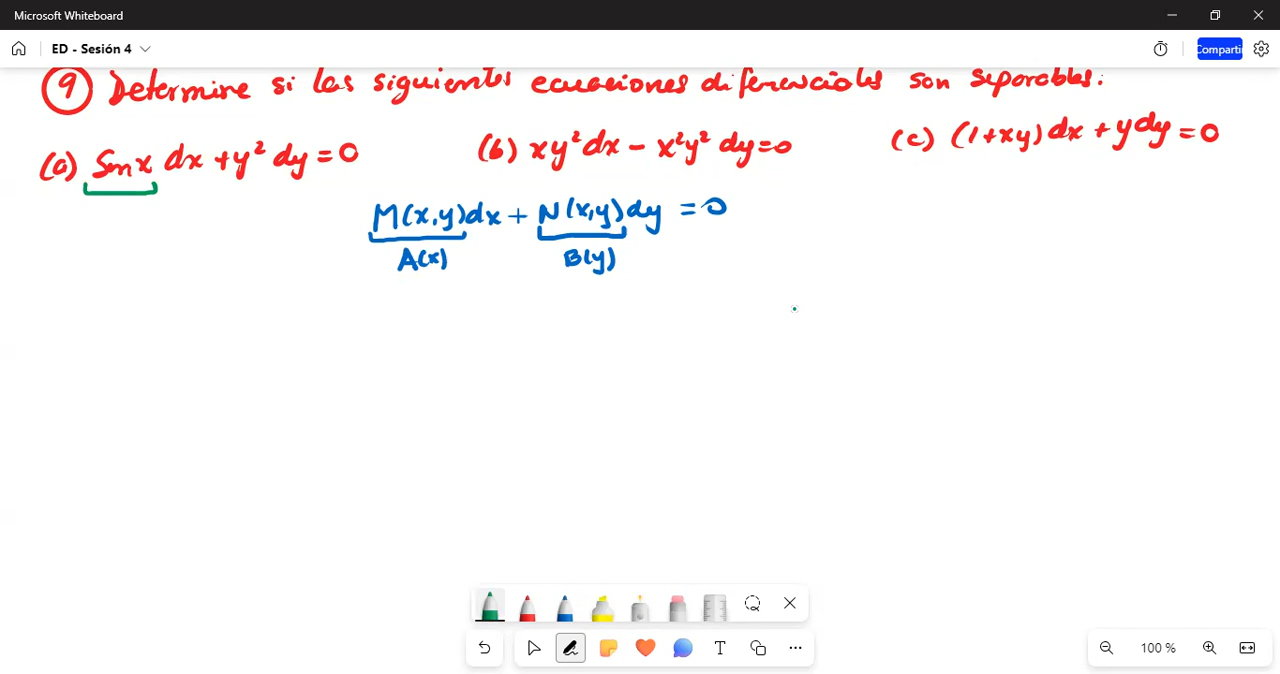 Microsoft Whiteboard
ED - Sesión 4
Compartir
9 Determine si las siguientes ecuaciones diferenciales son separables:
(a) Sen x dx + y² dy = 0 (b) xy² dx - x²y² dy = 0 (c) (1+xy) dx + y dy = 0
M(x,y)dx + N(x,y)dy = 0
A(x) B(y)
T
100 %